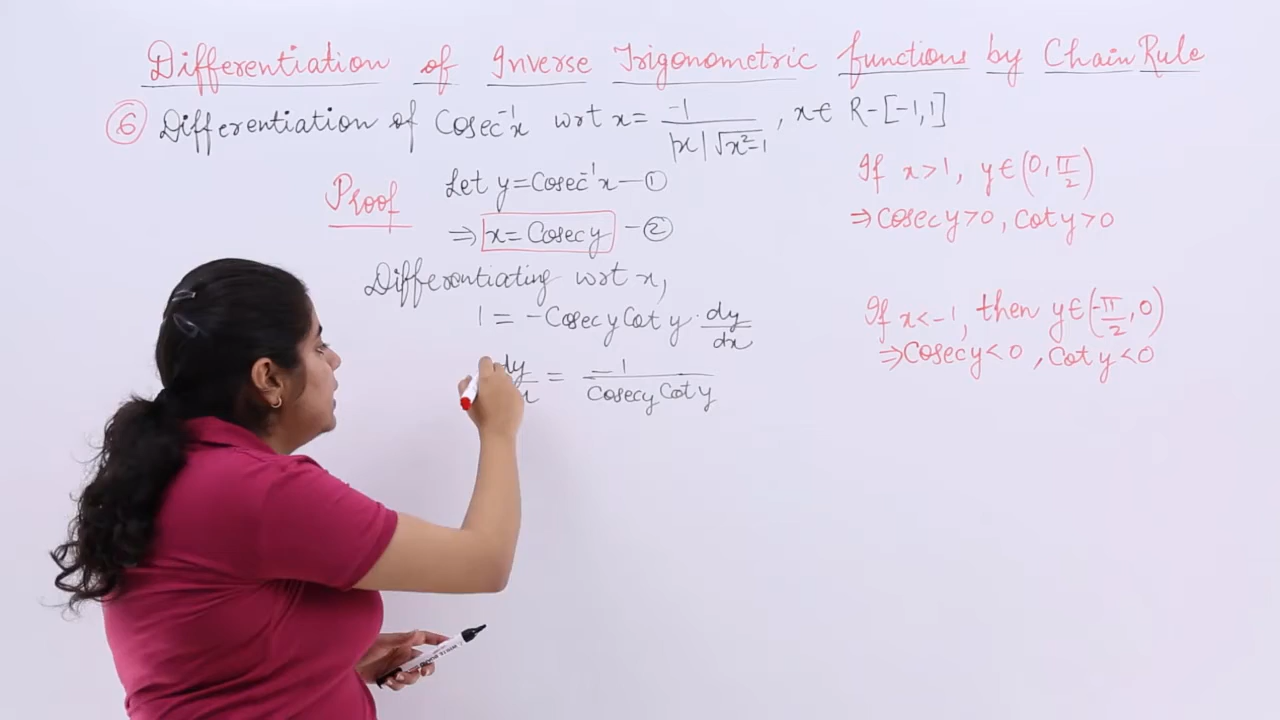 Differentiation of Inverse Trigonometric functions by Chain Rule
⑥ Differentiation of Cosec⁻¹x wrt x = -1/(|x|√(x²-1)), x ∈ R-[-1,1]
Proof
Let y = Cosec⁻¹x — ①
⇒ x = Cosec y — ②
Differentiating wrt x,
1 = -Cosec y Cot y · dy/dx
dy = -1/(Cosec y Cot y)
If x>1, y ∈ (0, π/2)
⇒ Cosec y>0, Cot y>0
If x<-1, then y ∈ (-π/2, 0)
⇒ Cosec y<0, Cot y<0